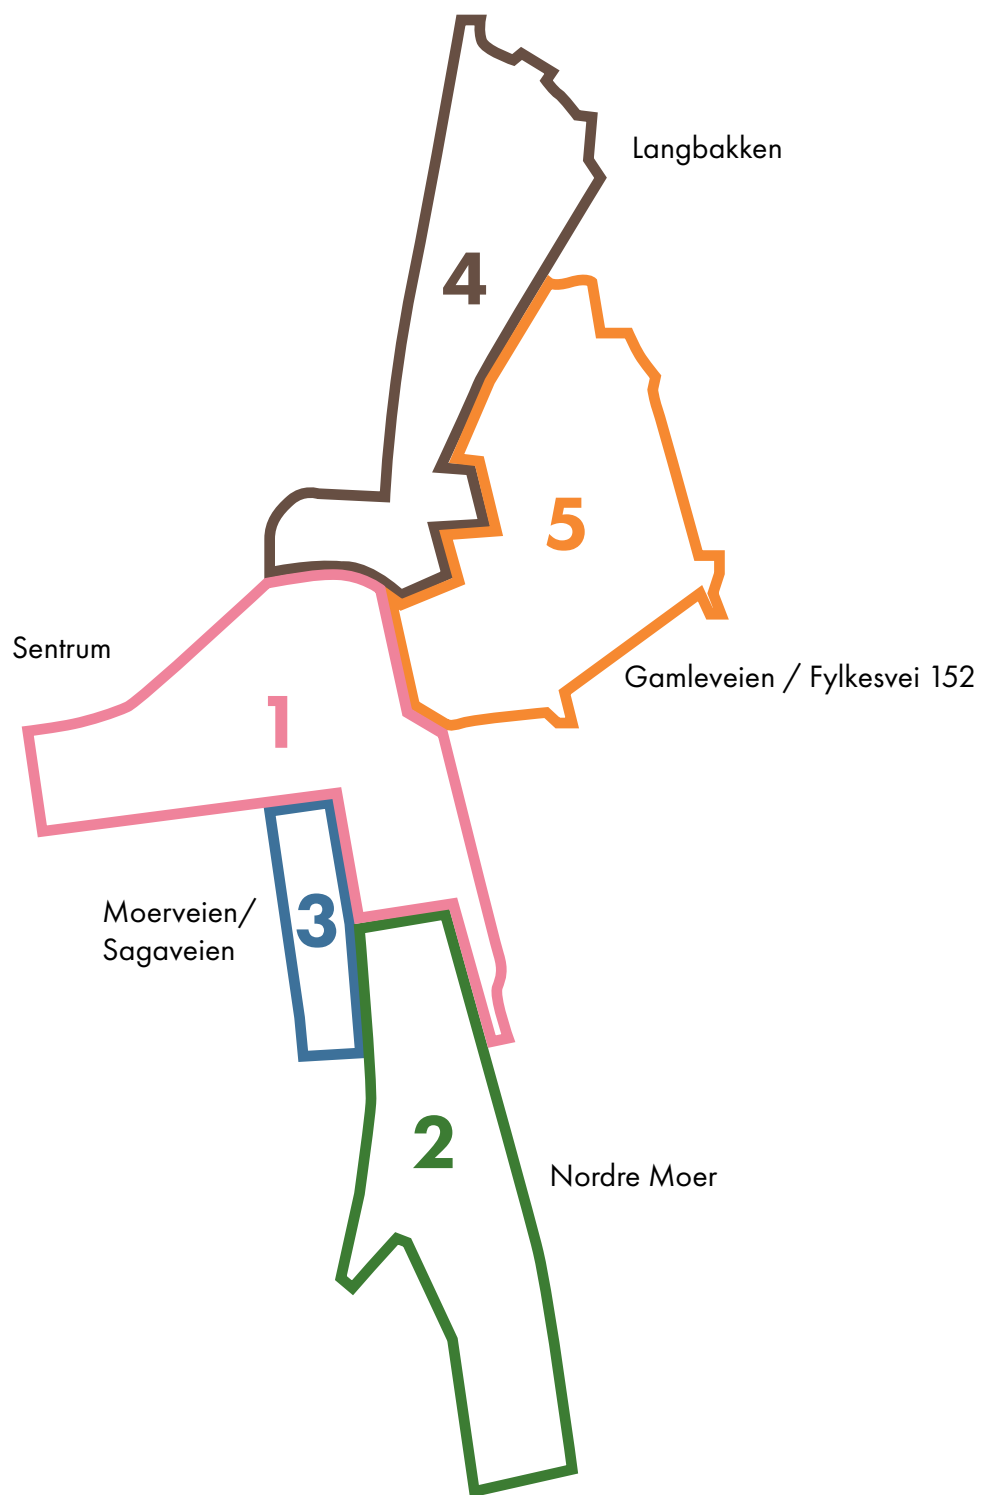 Langbakken
4
5
Sentrum
Gamleveien / Fylkesvei 152
1
Moerveien/
Sagaveien
3
2
Nordre Moer